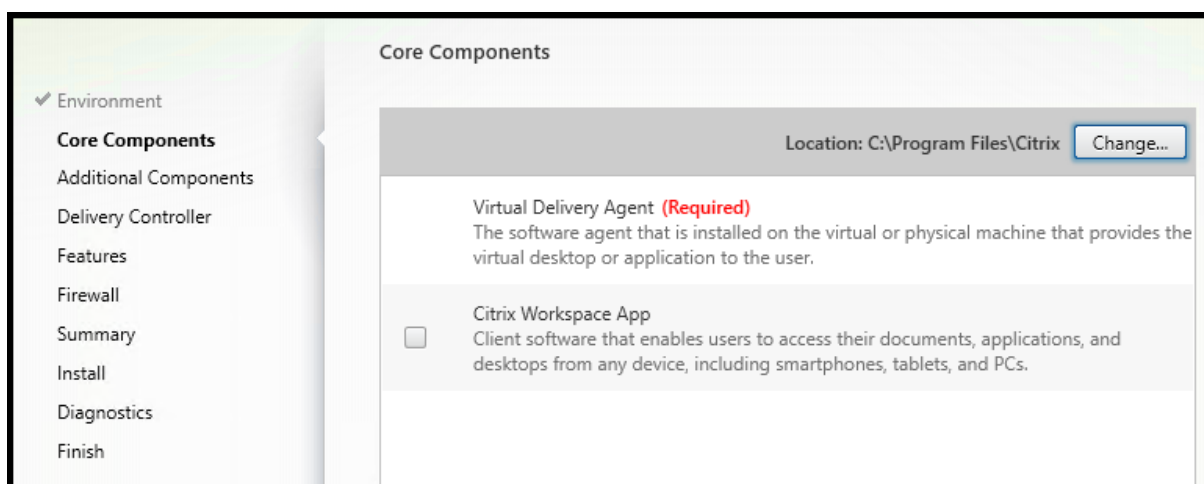 Core Components
Environment
Core Components
Additional Components
Delivery Controller
Features
Firewall
Summary
Install
Diagnostics
Finish
Location: C:\Program Files\Citrix
Change...
Virtual Delivery Agent (Required)
The software agent that is installed on the virtual or physical machine that provides the
virtual desktop or application to the user.
Citrix Workspace App
Client software that enables users to access their documents, applications, and
desktops from any device, including smartphones, tablets, and PCs.